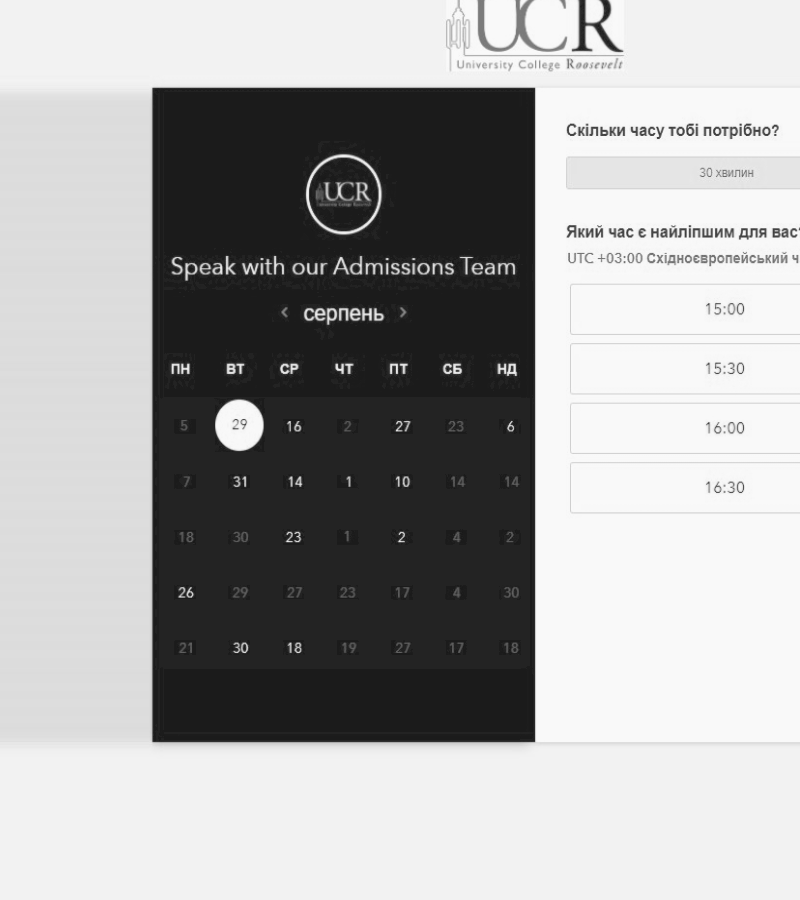 UCR
University College Roosevelt
UCR
Speak with our Admissions Team
‹ серпень ›
ПН ВТ СР ЧТ ПТ СБ НД
5 29 16 2 27 23 6
7 31 14 1 10 14 14
18 30 23 1 2 4 2
26 29 27 23 17 4 30
21 30 18 19 27 17 18
Скільки часу тобі потрібно?
30 хвилин
Який час є найліпшим для вас
UTC +03:00 Східноєвропейський ч
15:00
15:30
16:00
16:30